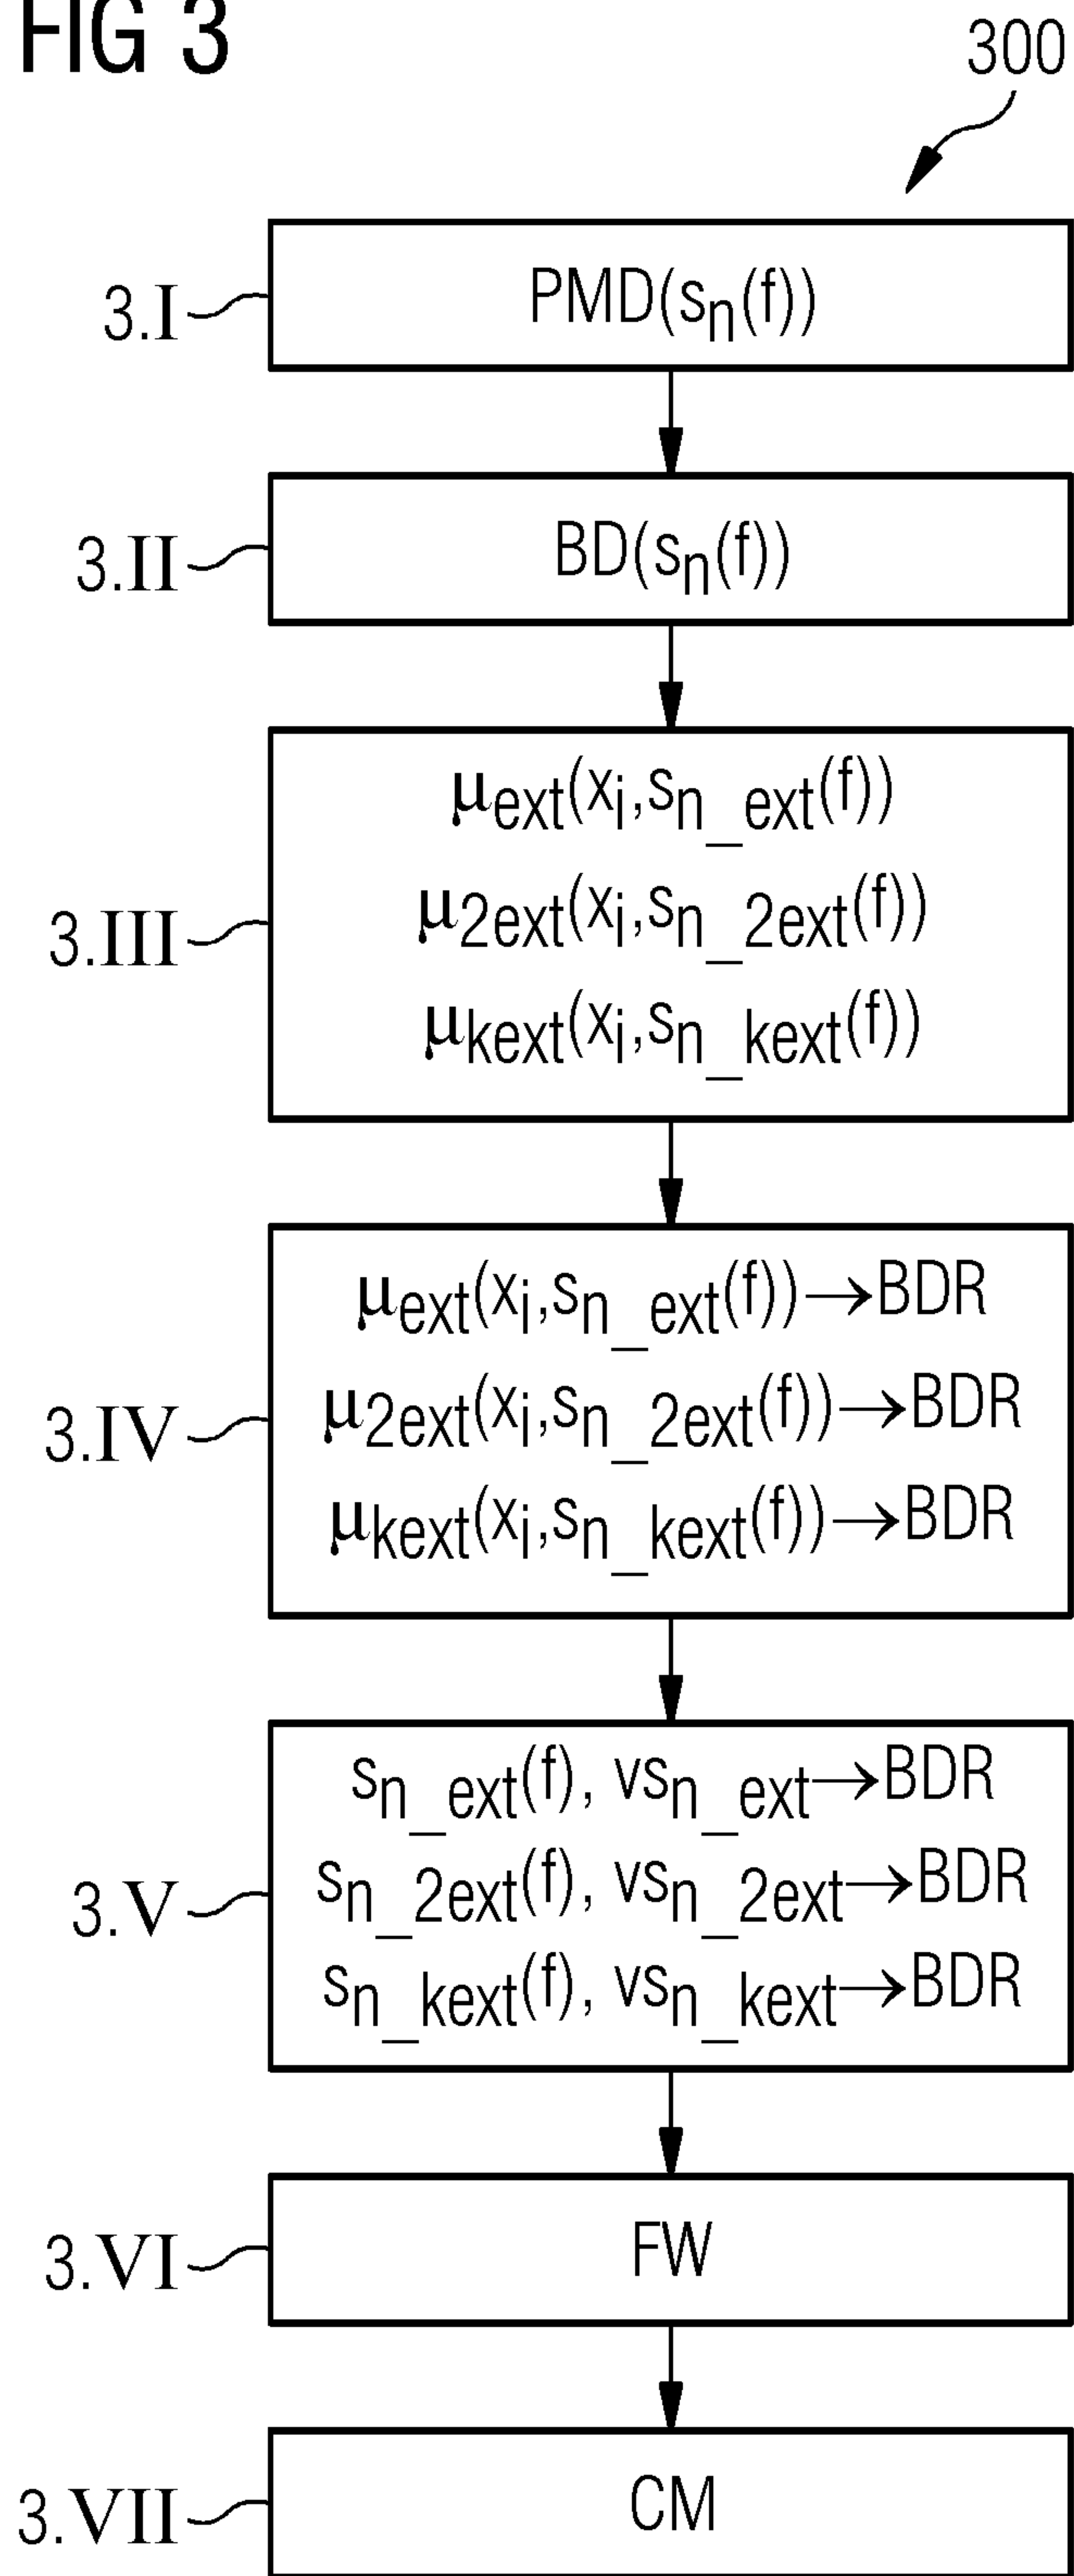 FIG 3
300
3.I
PMD(sn(f))
3.II
BD(sn(f))
3.III
μext(xi,sn_ext(f))
μ2ext(xi,sn_2ext(f))
μkext(xi,sn_kext(f))
3.IV
μext(xi,sn_ext(f))→BDR
μ2ext(xi,sn_2ext(f))→BDR
μkext(xi,sn_kext(f))→BDR
3.V
sn_ext(f), vsn_ext→BDR
sn_2ext(f), vsn_2ext→BDR
sn_kext(f), vsn_kext→BDR
3.VI
FW
3.VII
CM